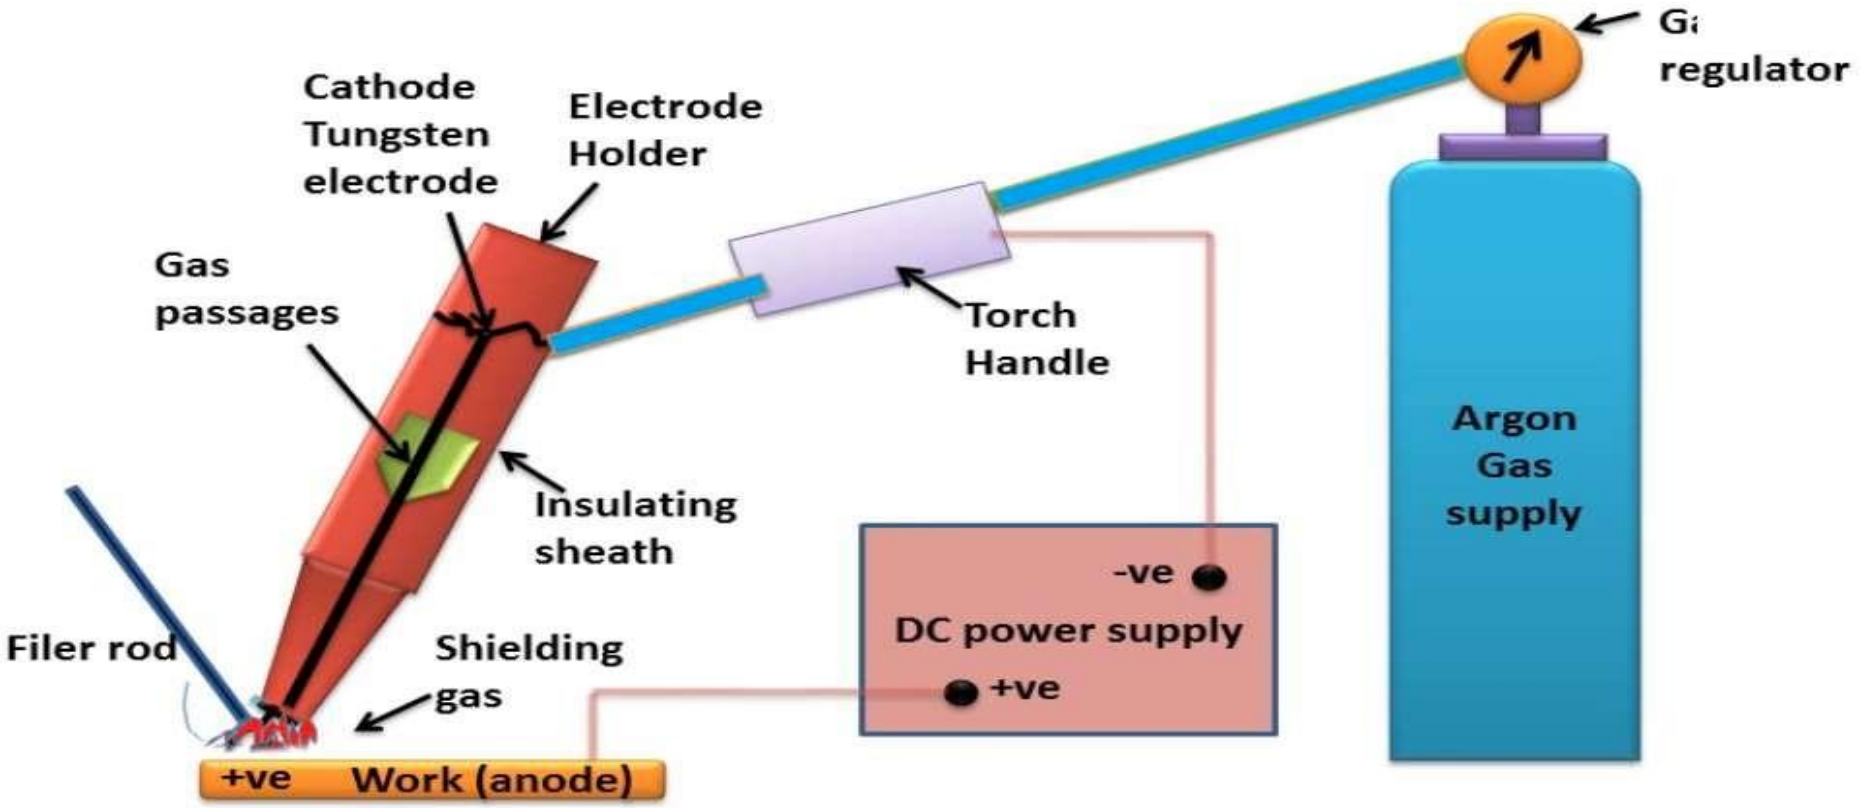 Cathode
Tungsten
electrode
Electrode
Holder
Gas
passages
regulator
Torch
Handle
Insulating
sheath
Argon
Gas
supply
-ve
DC power supply
+ve
Filer rod
Shielding
gas
+ve Work (anode)